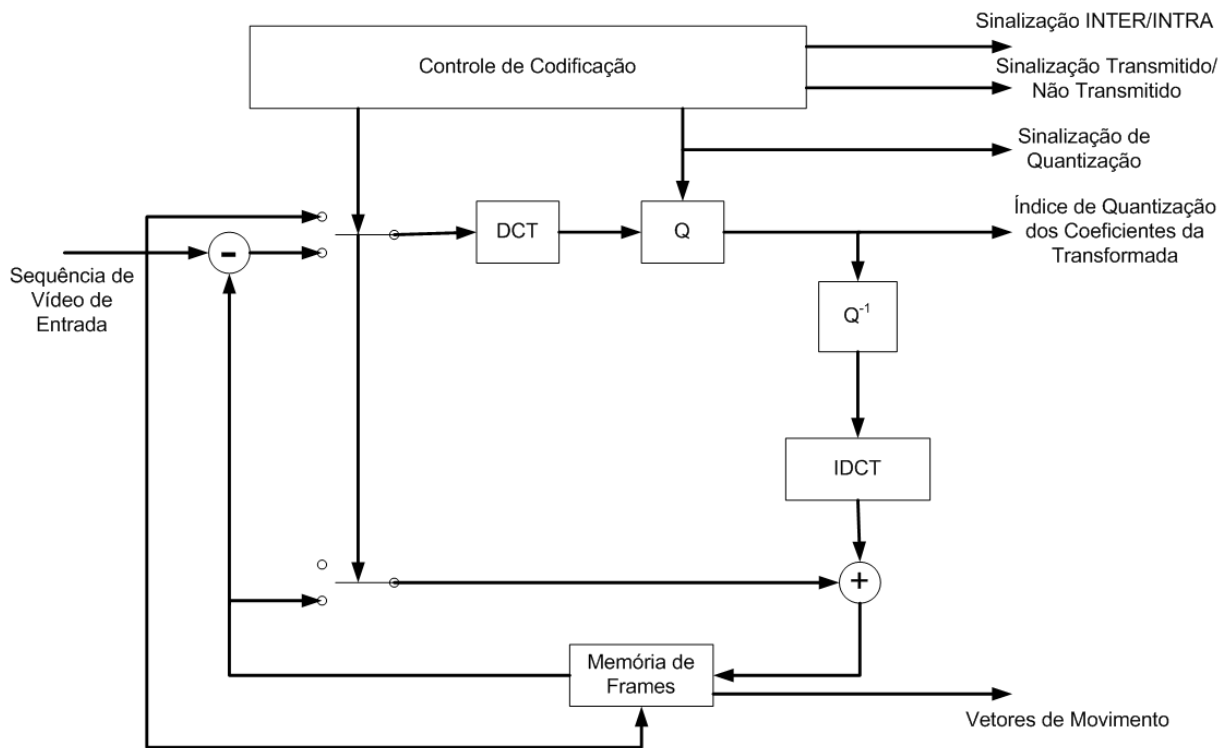 Sinalização INTER/INTRA
Controle de Codificação
Sinalização Transmitido/
Não Transmitido
Sinalização de
Quantização
Índice de Quantização
dos Coeficientes da
Transformada
DCT
Q
-
Sequência de
Vídeo de
Entrada
Q-1
IDCT
+
Memória de
Frames
Vetores de Movimento